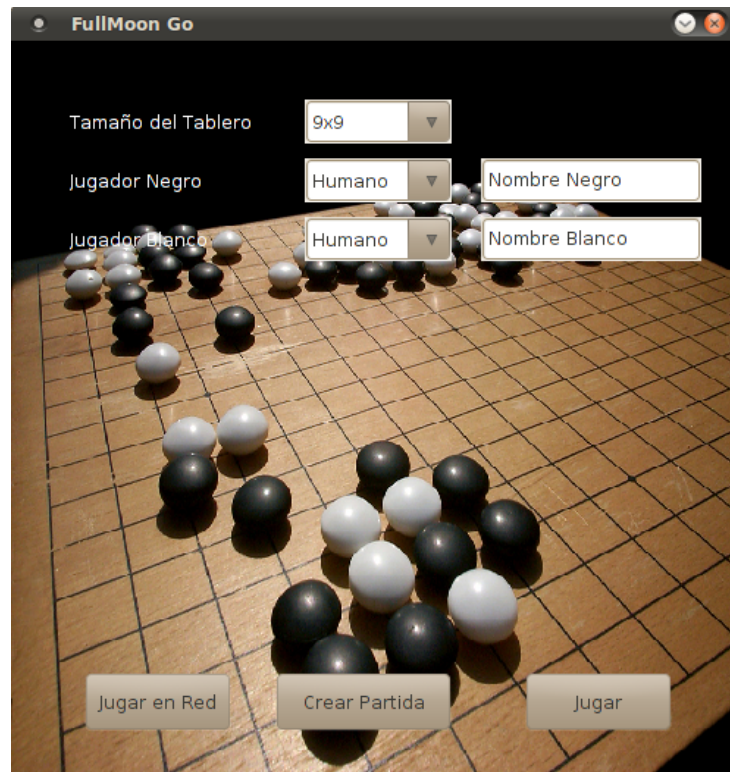 FullMoon Go
Tamaño del Tablero 9x9
Jugador Negro Humano Nombre Negro
Jugador Blanco Humano Nombre Blanco
Jugar en Red Crear Partida Jugar